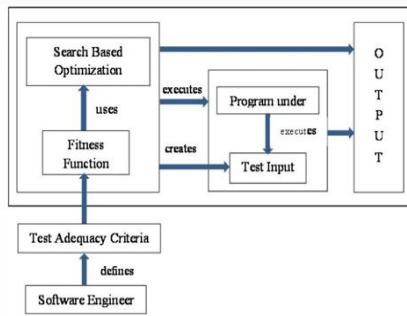 Search Based
Optimization
uses
Fitness
Function
executes
creates
Program under
executes
Test Input
O
U
T
P
U
T
Test Adequacy Criteria
defines
Software Engineer